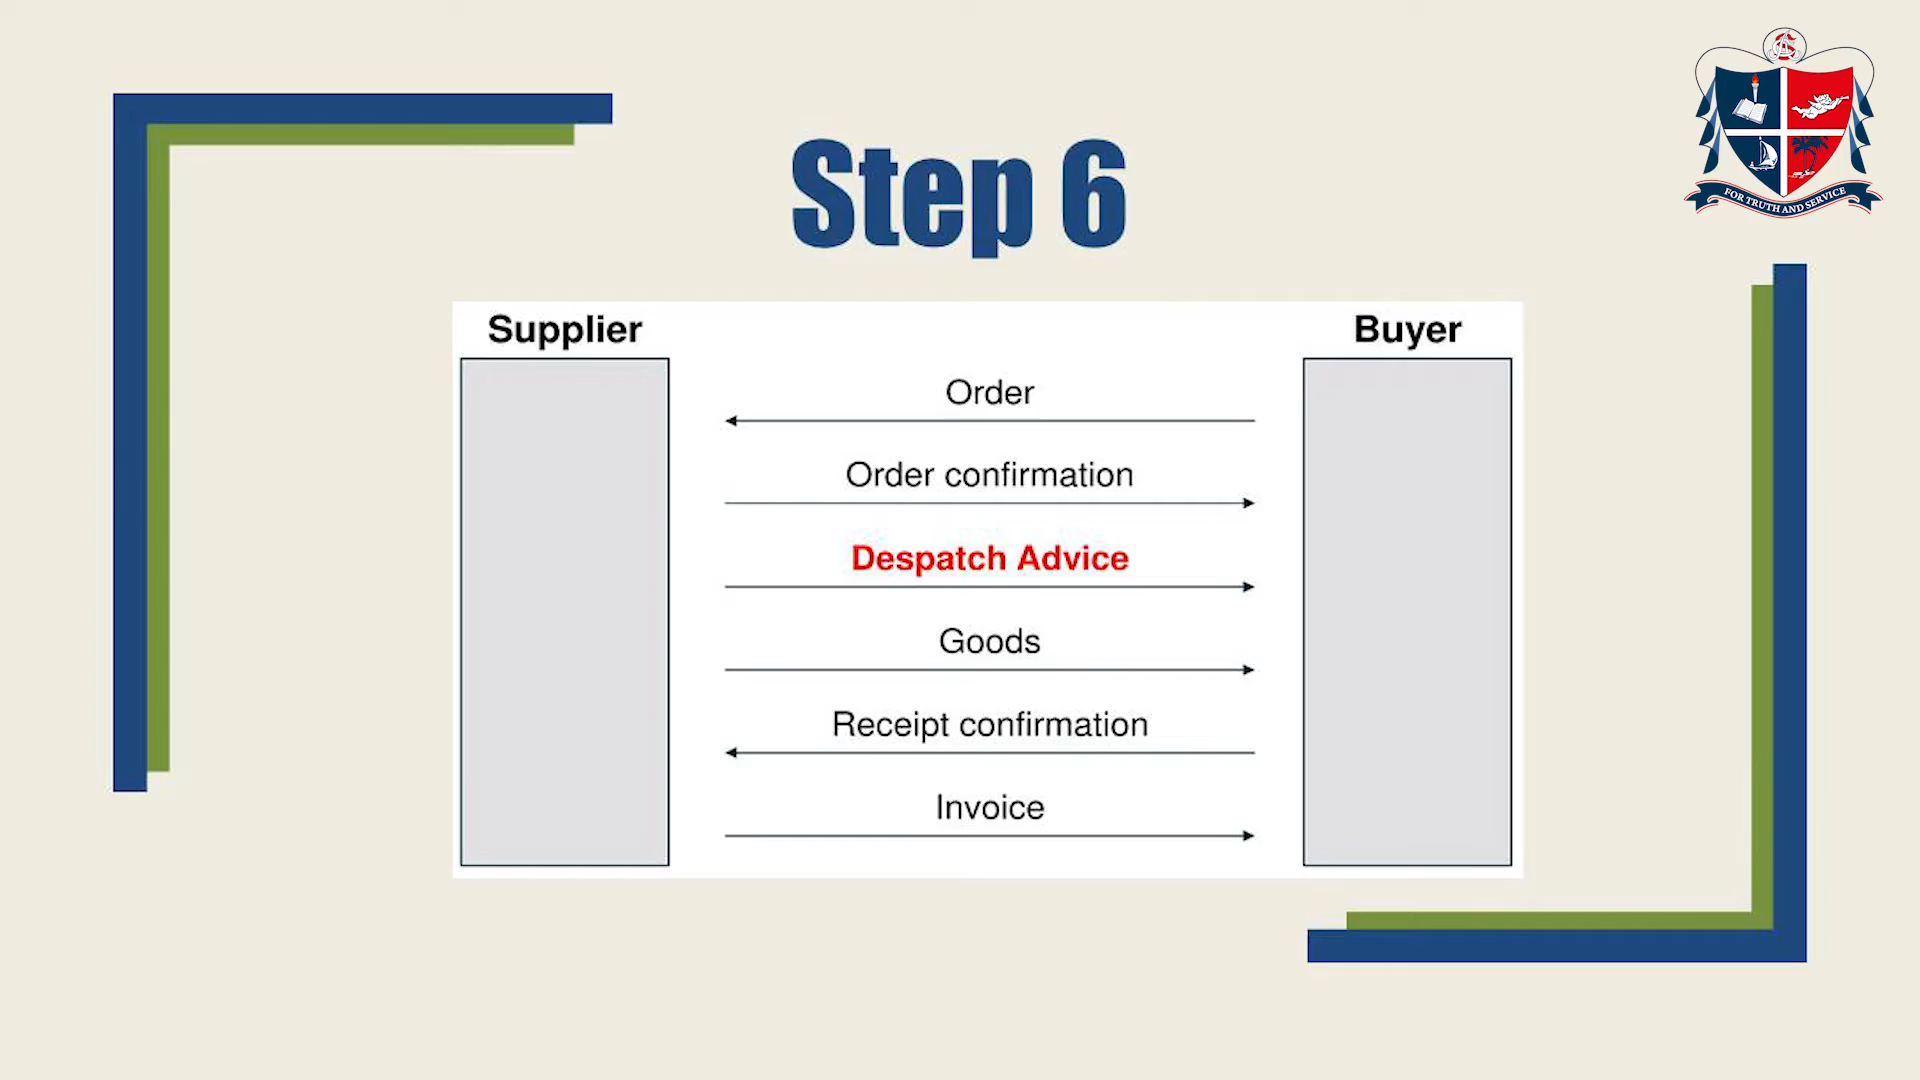 Step 6
Supplier
Buyer
Order
Order confirmation
Despatch Advice
Goods
Receipt confirmation
Invoice
FOR TRUTH AND SERVICE